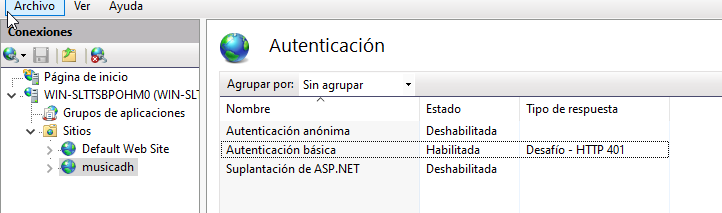 Archivo Ver Ayuda
Conexiones
Autenticación
Página de inicio
WIN-SLTTSBPOHM0 (WIN-SLT
Grupos de aplicaciones
Sitios
Default Web Site
musicadh
Agrupar por: Sin agrupar
Nombre Estado Tipo de respuesta
Autenticación anónima Deshabilitada
Autenticación básica Habilitada Desafío - HTTP 401
Suplantación de ASP.NET Deshabilitada